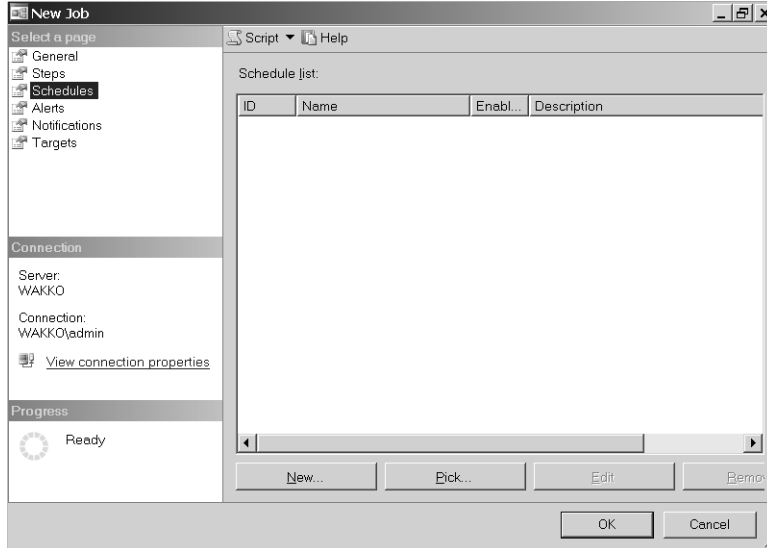 New Job
Select a page
General
Steps
Schedules
Alerts
Notifications
Targets
Connection
Server:
WAKKO
Connection:
WAKKO\admin
View connection properties
Progress
Ready
Script Help
Schedule list:
ID Name Enabl... Description
New... Pick... Edit Remov
OK Cancel